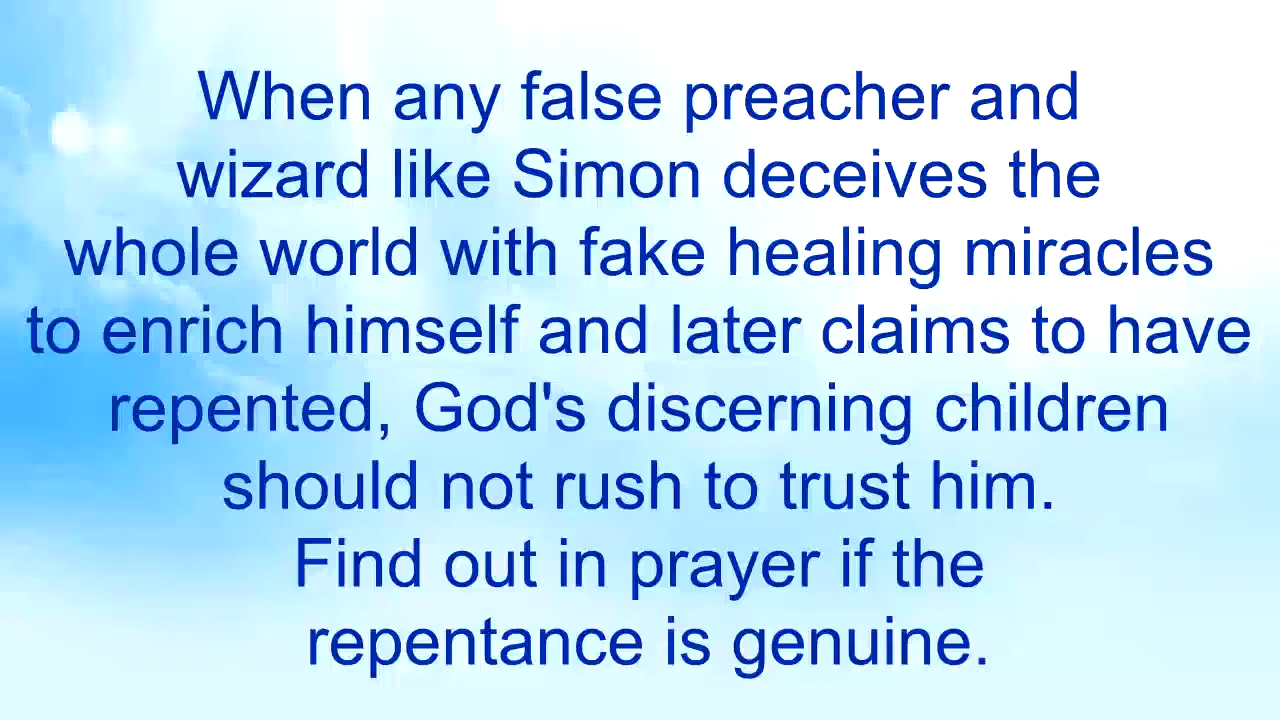 When any false preacher and
wizard like Simon deceives the
whole world with fake healing miracles
to enrich himself and later claims to have
repented, God's discerning children
should not rush to trust him.
Find out in prayer if the
repentance is genuine.